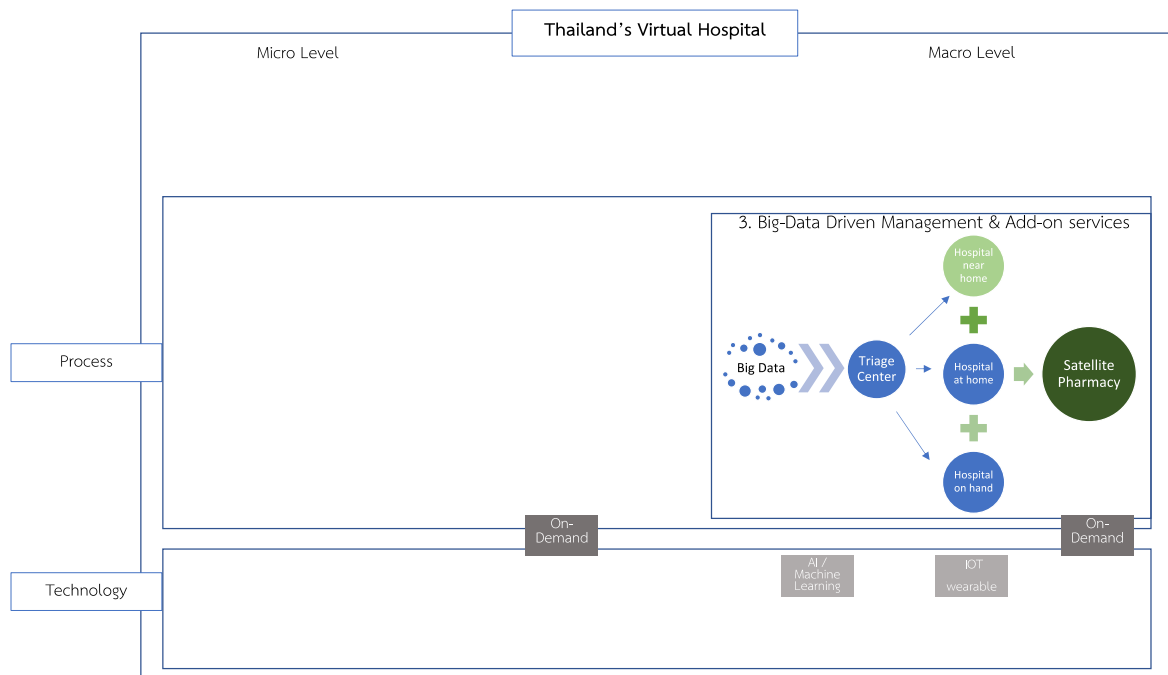 Thailand's Virtual Hospital
Micro Level
Macro Level
3. Big-Data Driven Management & Add-on services
Hospital
near
home
Process
Big Data
Triage
Center
Hospital
at home
Satellite
Pharmacy
Hospital
on hand
On-
Demand
On-
Demand
Technology
AI /
Machine
Learning
IOT
wearable